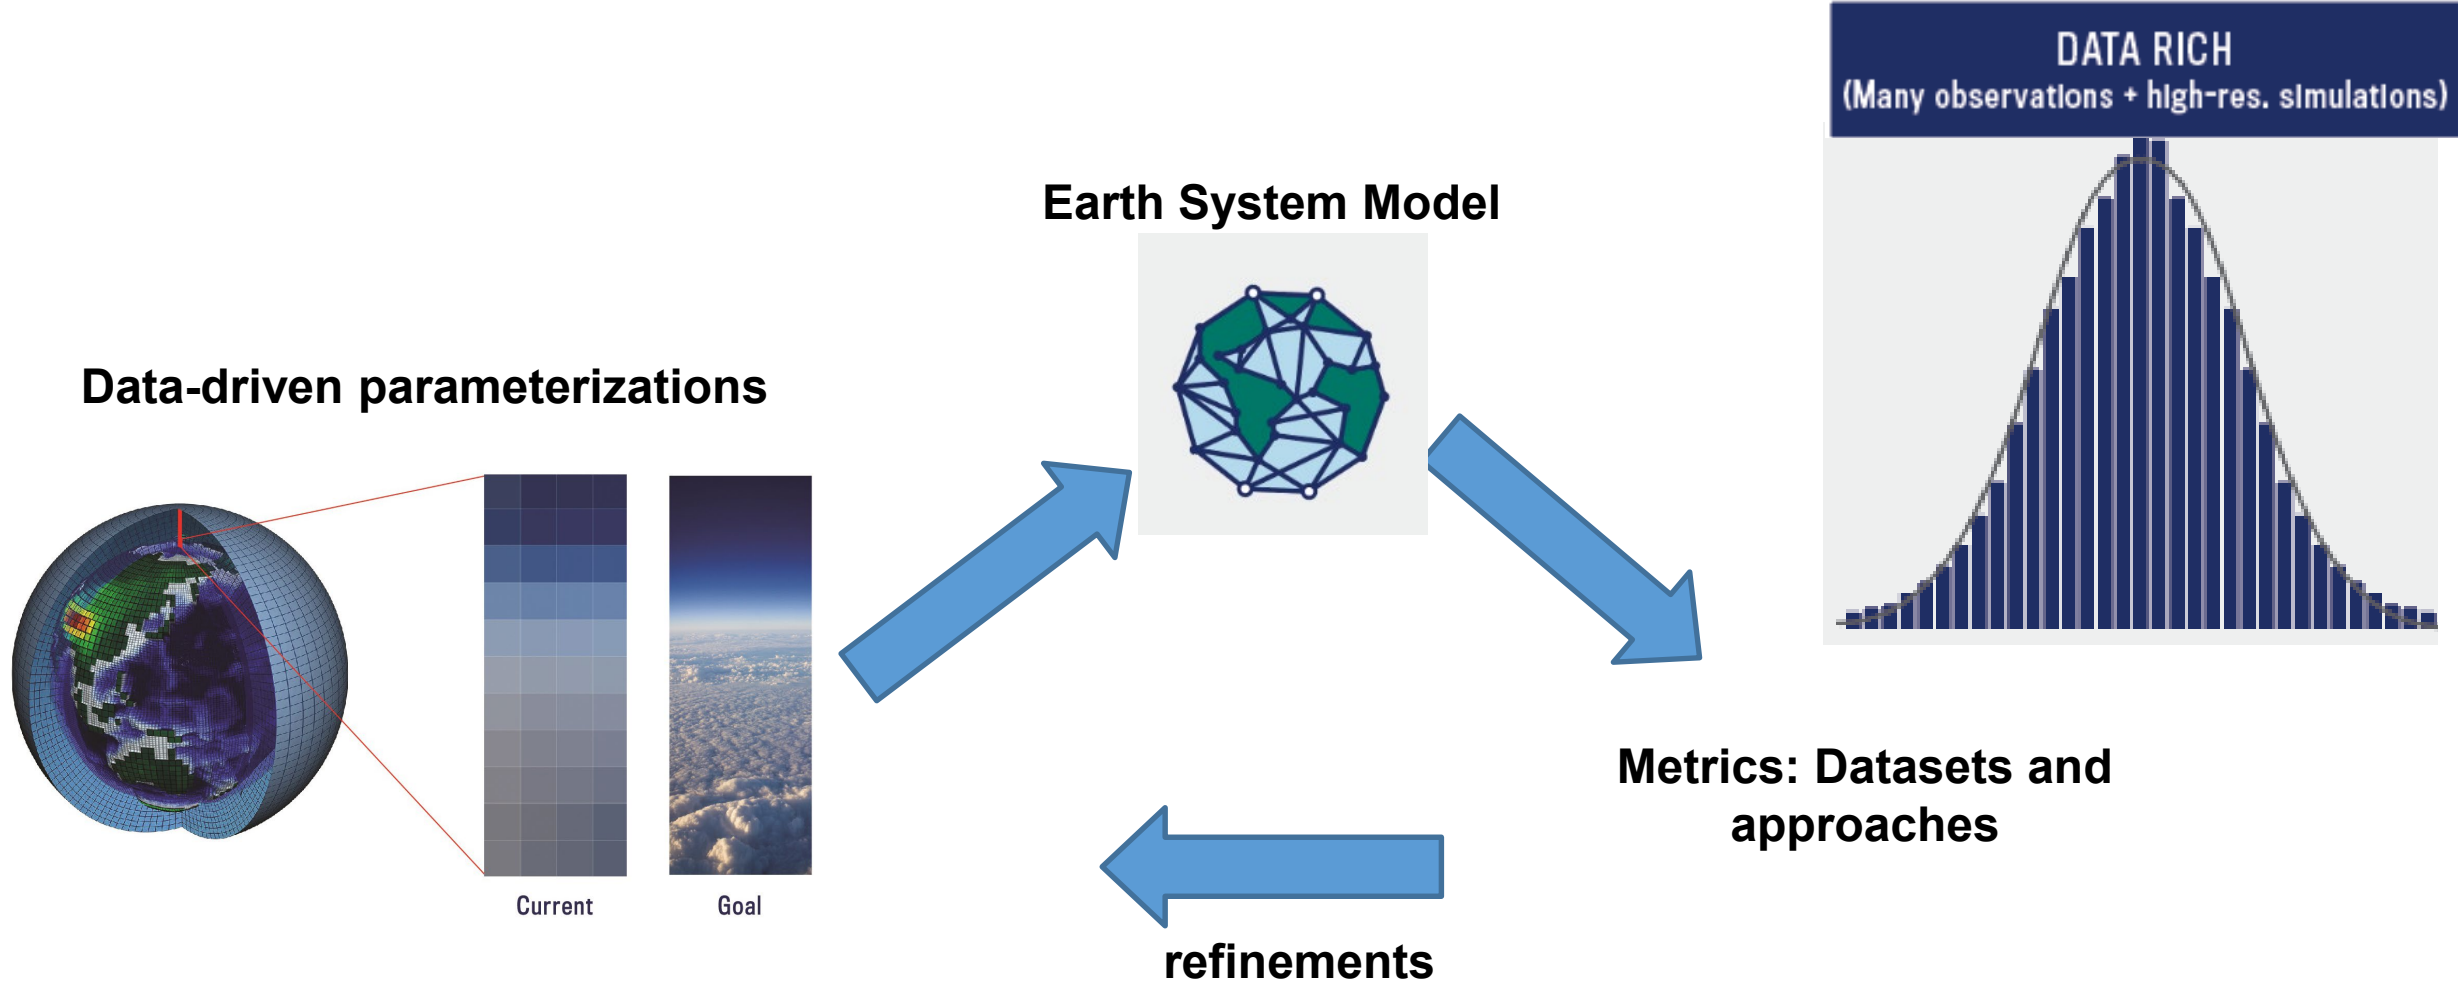 DATA RICH
(Many observations + high-res. simulations)
Earth System Model
Data-driven parameterizations
Current
Goal
Metrics: Datasets and
approaches
refinements